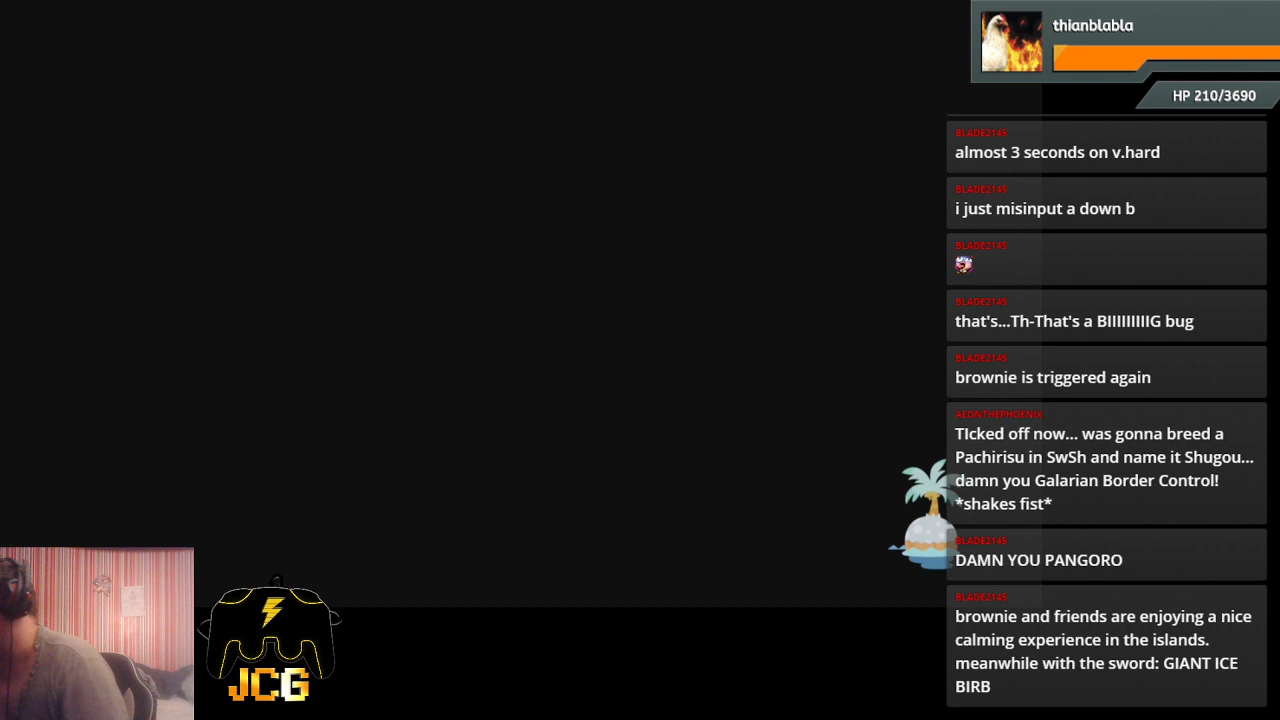 thianblabla
HP 210/3690
BLADE2145
almost 3 seconds on v.hard
BLADE2145
i just misinput a down b
BLADE2145
BLADE2145
that's...Th-That's a BIIIIIIIIIG bug
BLADE2145
brownie is triggered again
AEONTHEPHOENIX
TIcked off now... was gonna breed a
Pachirisu in SwSh and name it Shugou...
damn you Galarian Border Control!
*shakes fist*
BLADE2145
DAMN YOU PANGORO
BLADE2145
brownie and friends are enjoying a nice
calming experience in the islands.
meanwhile with the sword: GIANT ICE
BIRB
JCG